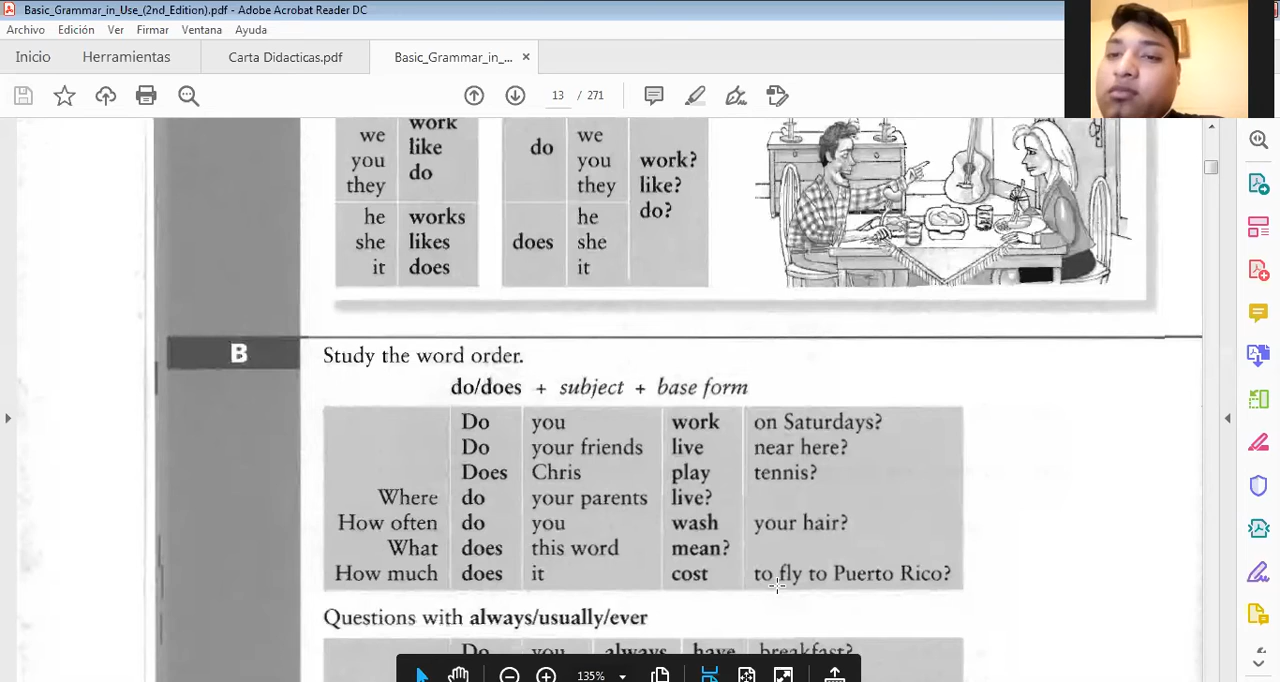 Basic_Grammar_in_Use_(2nd_Edition).pdf - Adobe Acrobat Reader DC
Archivo Edición Ver Firmar Ventana Ayuda
Inicio Herramientas Carta Didacticas.pdf Basic_Grammar_in_... ×
13 / 271
we work
you like
they do
he works
she likes
it does
do we
you work?
they like?
do?
does he
she
it
B Study the word order.
do/does + subject + base form
Do you work on Saturdays?
Do your friends live near here?
Does Chris play tennis?
Where do your parents live?
How often do you wash your hair?
What does this word mean?
How much does it cost to fly to Puerto Rico?
Questions with always/usually/ever
Do you always have breakfast?
135%